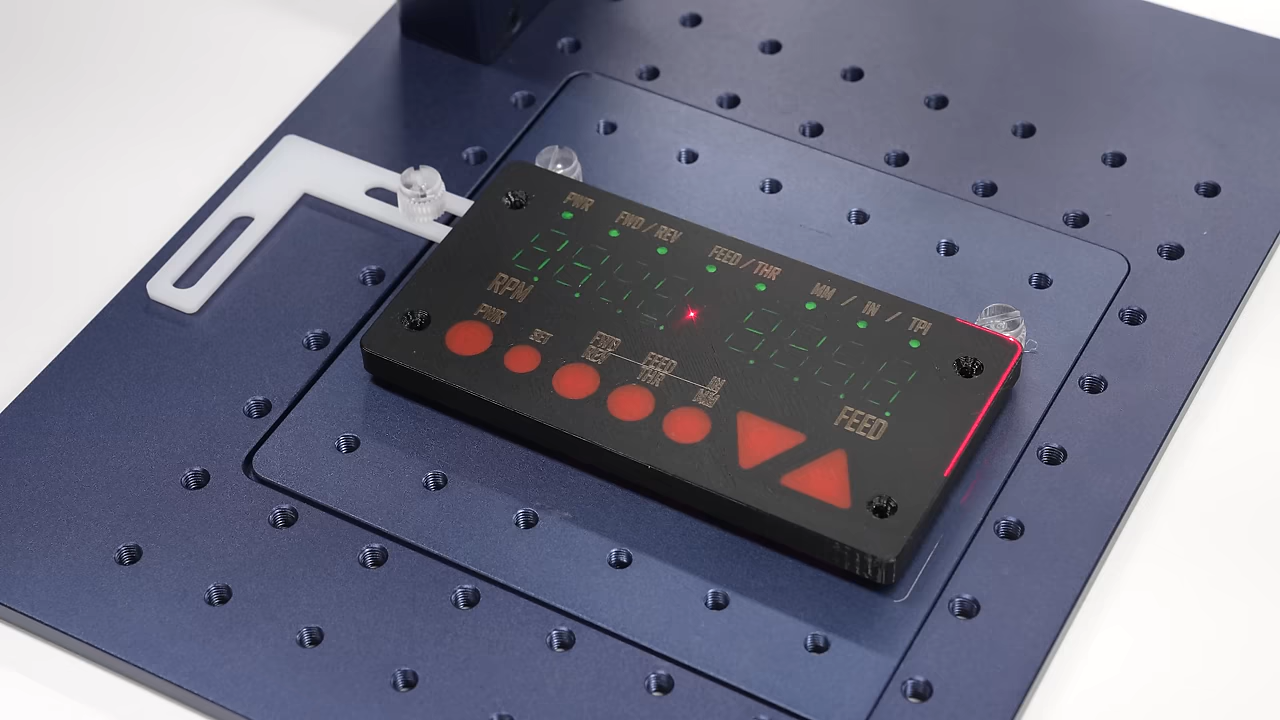 PWR
FWD / REV
FEED / THR
MM / IN / TPI
RPM
PWR
SET
FWD
REV
FEED
THR
IN
MM
FEED